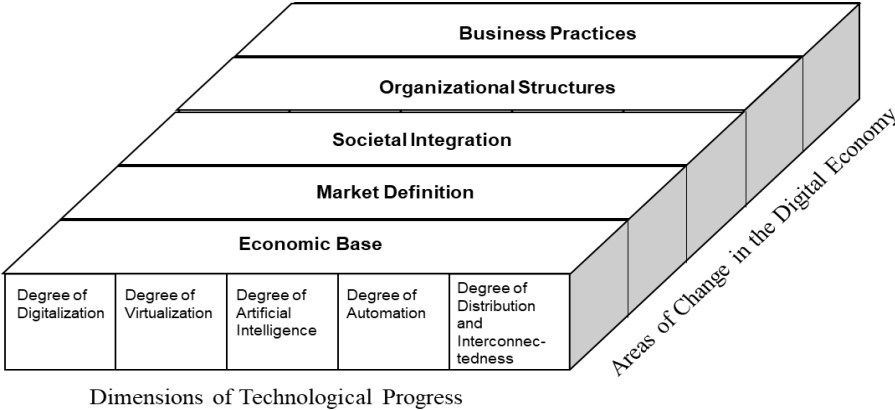 Business Practices
Organizational Structures
Societal Integration
Market Definition
Economic Base
Degree of
Digitalization
Degree of
Virtualization
Degree of
Artificial
Intelligence
Degree of
Automation
Degree of
Distribution
and
Interconnec-
tedness
Areas of Change in the Digital Economy
Dimensions of Technological Progress